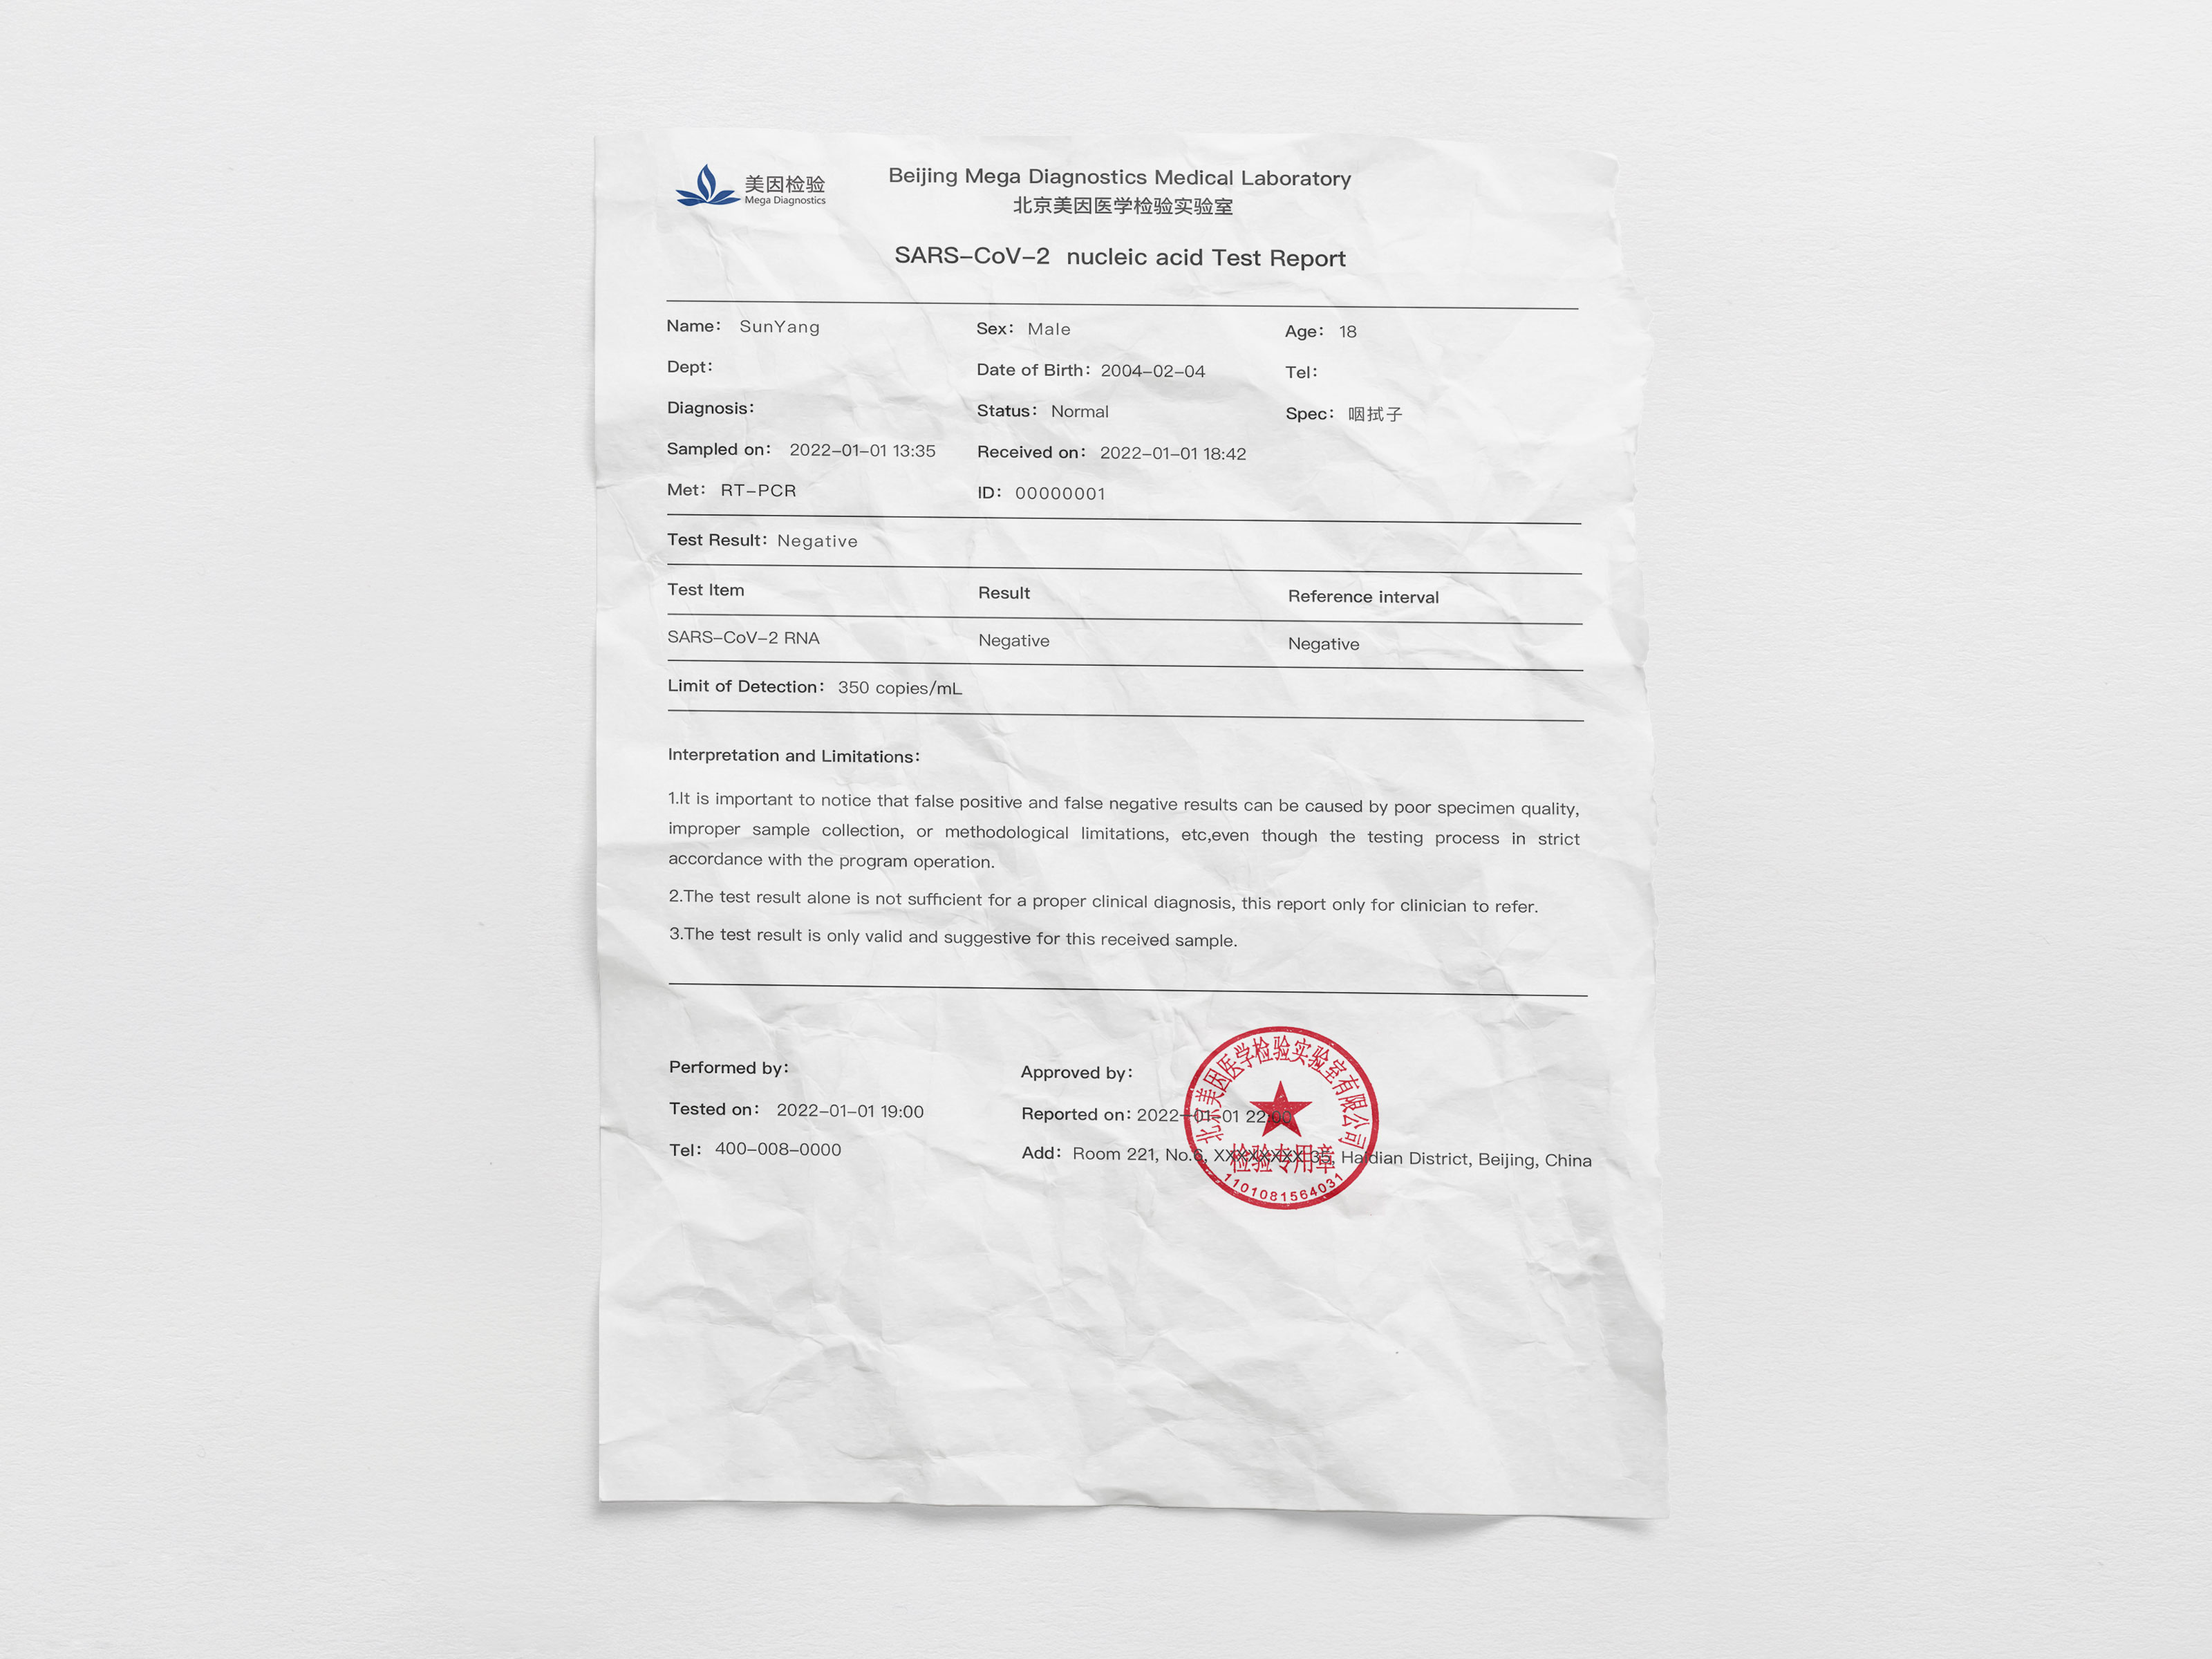 美因检验
Mega Diagnostics
Beijing Mega Diagnostics Medical Laboratory
北京美因医学检验实验室
SARS-CoV-2 nucleic acid Test Report
Name: SunYang Sex: Male Age: 18
Dept: Date of Birth: 2004-02-04 Tel:
Diagnosis: Status: Normal Spec: 咽拭子
Sampled on: 2022-01-01 13:35 Received on: 2022-01-01 18:42
Met: RT-PCR ID: 00000001
Test Result: Negative
Test Item Result Reference interval
SARS-CoV-2 RNA Negative Negative
Limit of Detection: 350 copies/mL
Interpretation and Limitations:
1.It is important to notice that false positive and false negative results can be caused by poor specimen quality,
improper sample collection, or methodological limitations, etc,even though the testing process in strict
accordance with the program operation.
2.The test result alone is not sufficient for a proper clinical diagnosis, this report only for clinician to refer.
3.The test result is only valid and suggestive for this received sample.
Performed by: Approved by:
Tested on: 2022-01-01 19:00 Reported on: 2022-01-01 22:00
Tel: 400-008-0000 Add: Room 221, No.6, XXXXXXXX 35, Haidian District, Beijing, China
北京美因医学检验实验室有限公司
检验专用章
1101081564031